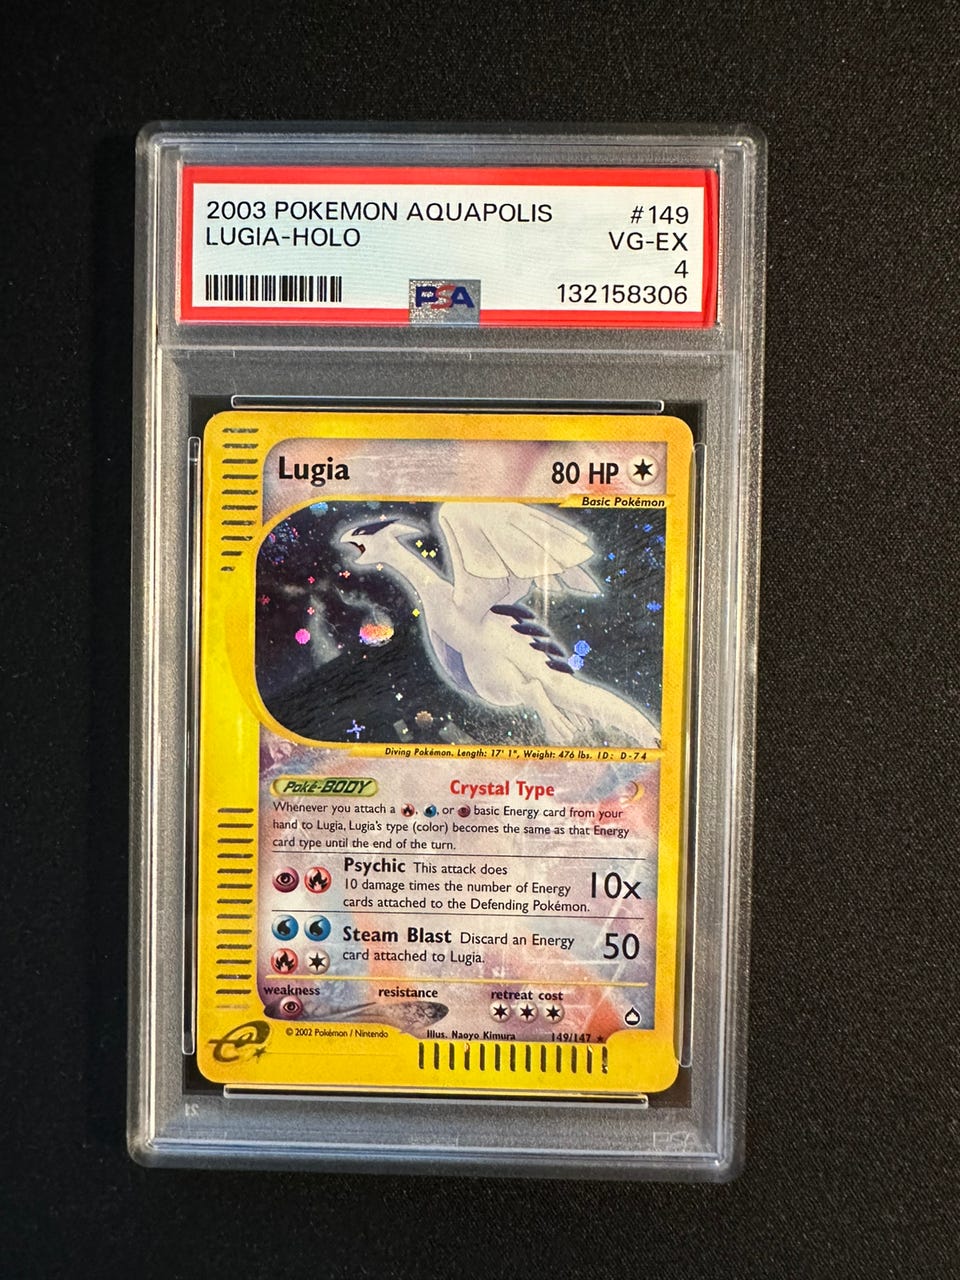 2003 POKEMON AQUAPOLIS #149
LUGIA-HOLO VG-EX
4
PSA 132158306
Lugia 80 HP
Basic Pokémon
Diving Pokémon. Length: 17' 1", Weight: 476 lbs. ID: D-74
Poké-BODY Crystal Type
Whenever you attach a , , or basic Energy card from your
hand to Lugia, Lugia's type (color) becomes the same as that Energy
card type until the end of the turn.
Psychic This attack does
10 damage times the number of Energy 10x
cards attached to the Defending Pokémon.
Steam Blast Discard an Energy 50
card attached to Lugia.
weakness resistance retreat cost
© 2002 Pokémon / Nintendo Illus. Naoyo Kimura 149/147 ★
e
21
PSA